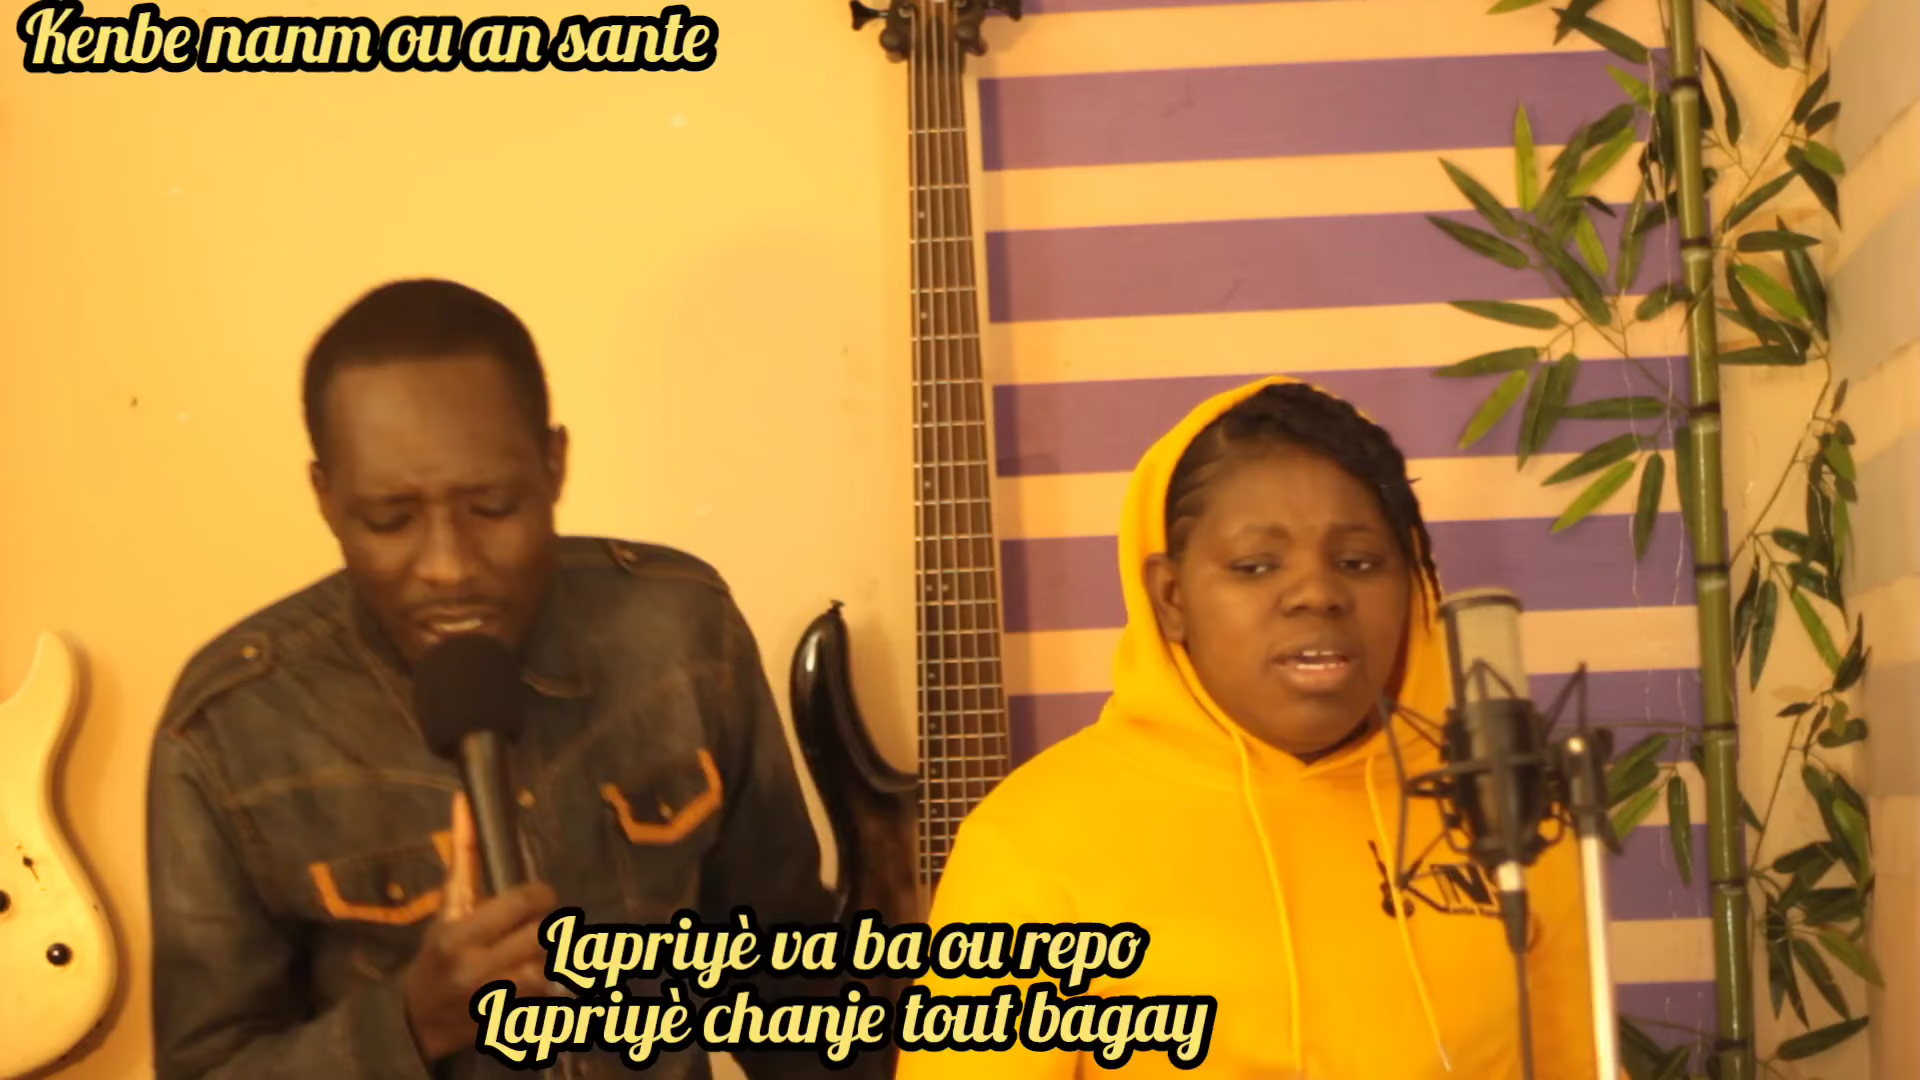 Kenbe nanm ou an sante
Lapriyè va ba ou repo
Lapriyè chanje tout bagay